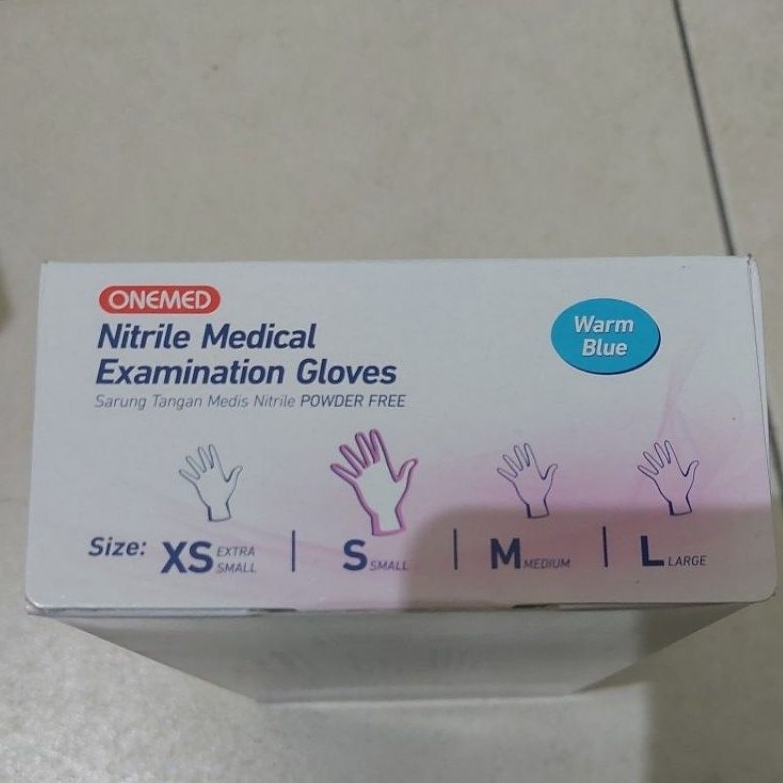 ONEMED
Nitrile Medical
Examination Gloves
Sarung Tangan Medis Nitrile POWDER FREE
Warm
Blue
Size: XS EXTRA SMALL | S SMALL | M MEDIUM | L LARGE